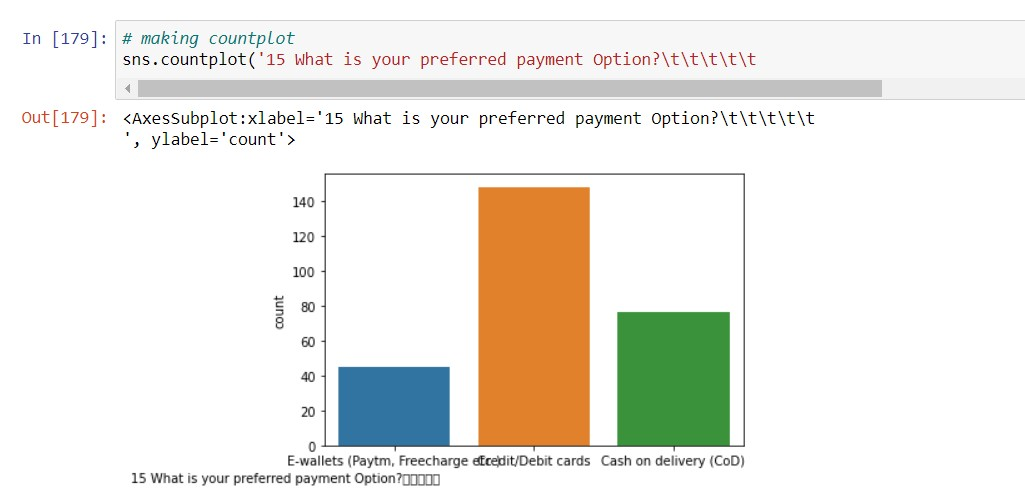 In [179]: # making countplot
sns.countplot('15 What is your preferred payment Option?\t\t\t\t\t
Out[179]: <AxesSubplot:xlabel='15 What is your preferred payment Option?\t\t\t\t\t
', ylabel='count'>
140
120
100
80
60
40
20
0
count
E-wallets (Paytm, Freecharge etc.) Credit/Debit cards Cash on delivery (CoD)
15 What is your preferred payment Option?▯▯▯▯▯